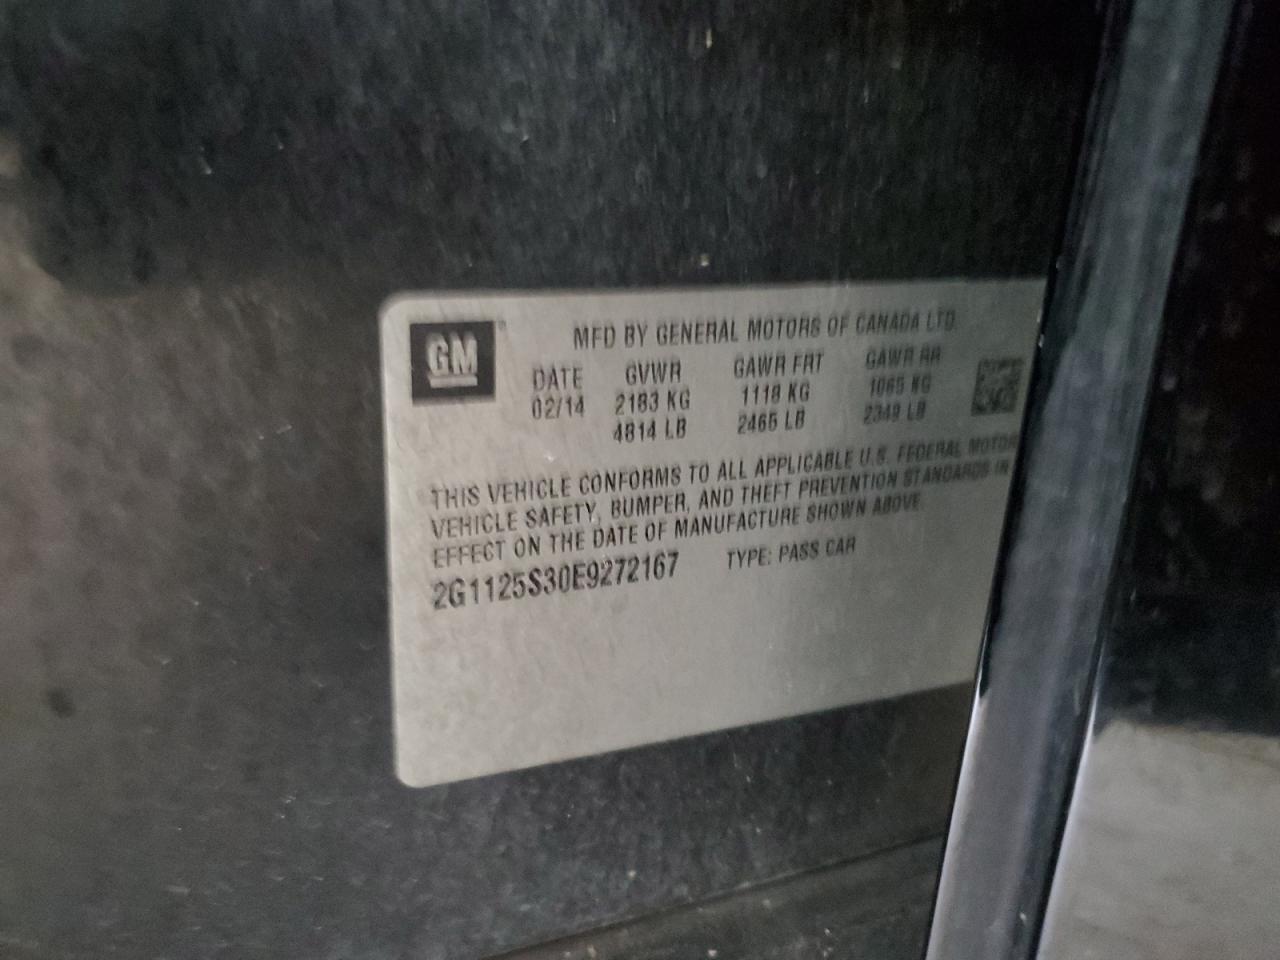 GM
MFD BY GENERAL MOTORS OF CANADA LTD.
DATE GVWR GAWR FRT GAWR RR
02/14 2183 KG 1118 KG 1065 KG
4814 LB 2465 LB 2349 LB
THIS VEHICLE CONFORMS TO ALL APPLICABLE U.S. FEDERAL MOTOR
VEHICLE SAFETY, BUMPER, AND THEFT PREVENTION STANDARDS IN
EFFECT ON THE DATE OF MANUFACTURE SHOWN ABOVE.
2G1125S30E9272167 TYPE: PASS CAR